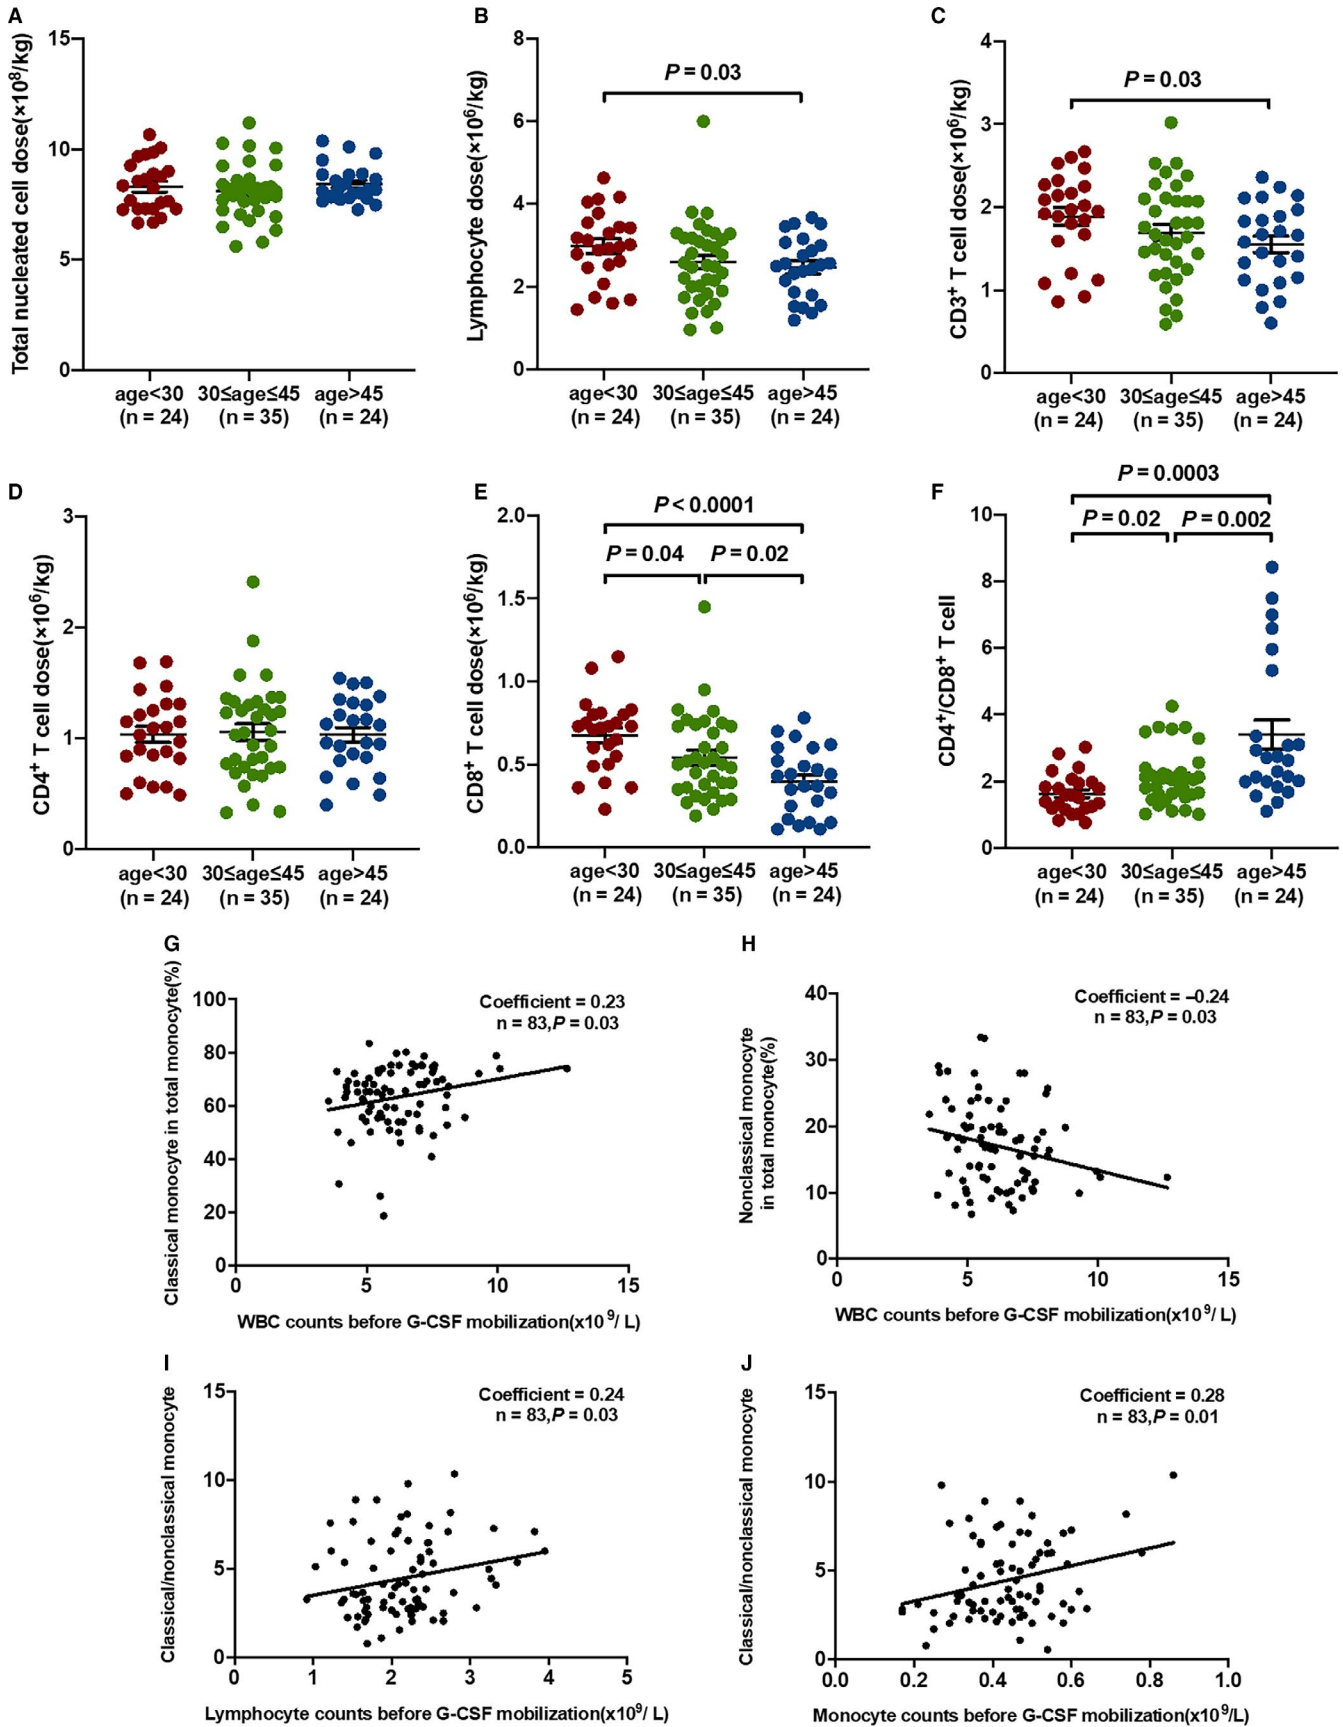 A
Total nucleated cell dose(×10⁸/kg)
15
10
5
0
age<30
(n = 24)
30≤age≤45
(n = 35)
age>45
(n = 24)
B
Lymphocyte dose(×10⁶/kg)
8
6
4
2
0
P = 0.03
age<30
(n = 24)
30≤age≤45
(n = 35)
age>45
(n = 24)
C
CD3⁺ T cell dose(×10⁶/kg)
4
3
2
1
0
P = 0.03
age<30
(n = 24)
30≤age≤45
(n = 35)
age>45
(n = 24)
D
CD4⁺ T cell dose(×10⁶/kg)
3
2
1
0
age<30
(n = 24)
30≤age≤45
(n = 35)
age>45
(n = 24)
E
CD8⁺ T cell dose(×10⁶/kg)
2.0
1.5
1.0
0.5
0.0
P < 0.0001
P = 0.04
P = 0.02
age<30
(n = 24)
30≤age≤45
(n = 35)
age>45
(n = 24)
F
CD4⁺/CD8⁺ T cell
10
8
6
4
2
0
P = 0.0003
P = 0.02
P = 0.002
age<30
(n = 24)
30≤age≤45
(n = 35)
age>45
(n = 24)
G
Classical monocyte in total monocyte(%)
100
80
60
40
20
0
Coefficient = 0.23
n = 83,P = 0.03
0
5
10
15
WBC counts before G-CSF mobilization(x10⁹/ L)
H
Nonclassical monocyte
in total monocyte(%)
40
30
20
10
0
Coefficient = –0.24
n = 83,P = 0.03
0
5
10
15
WBC counts before G-CSF mobilization(x10⁹/ L)
I
Classical/nonclassical monocyte
15
10
5
0
Coefficient = 0.24
n = 83,P = 0.03
0
1
2
3
4
5
Lymphocyte counts before G-CSF mobilization(x10⁹/ L)
J
Classical/nonclassical monocyte
15
10
5
0
Coefficient = 0.28
n = 83,P = 0.01
0.0
0.2
0.4
0.6
0.8
1.0
Monocyte counts before G-CSF mobilization(x10⁹/L)